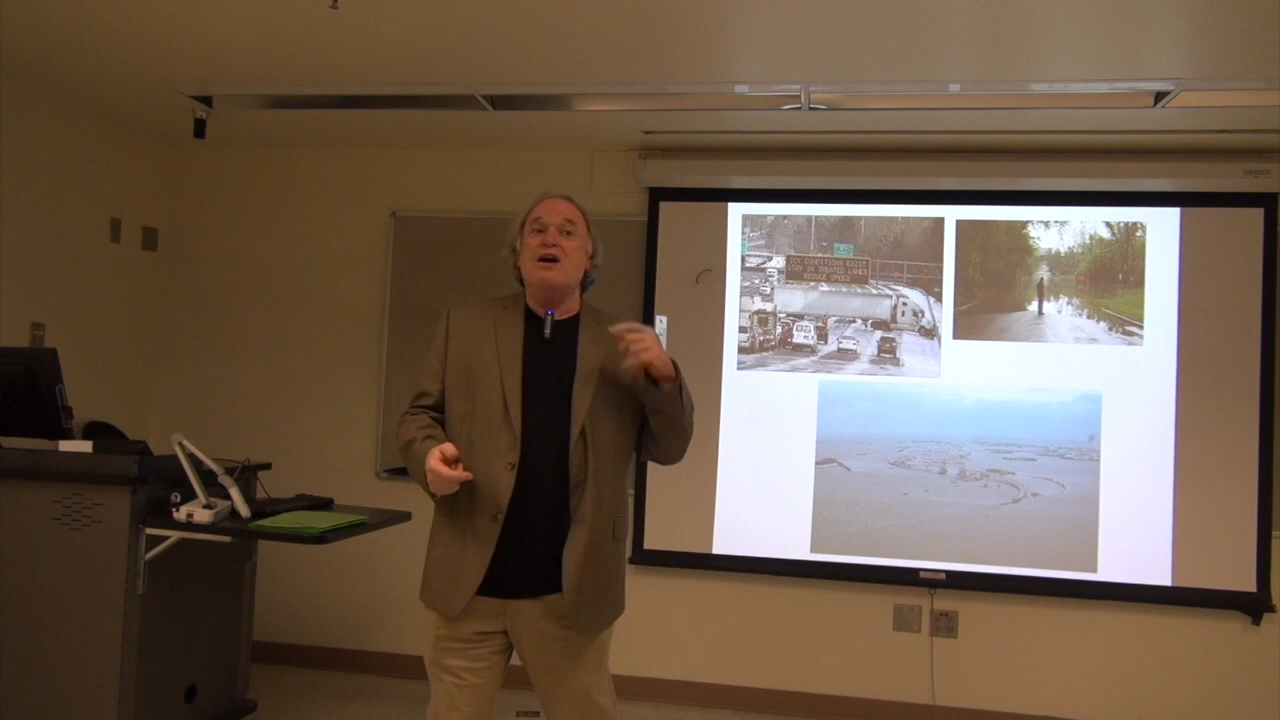 ICY CONDITIONS EXIST
STAY IN TREATED LANES
REDUCE SPEED